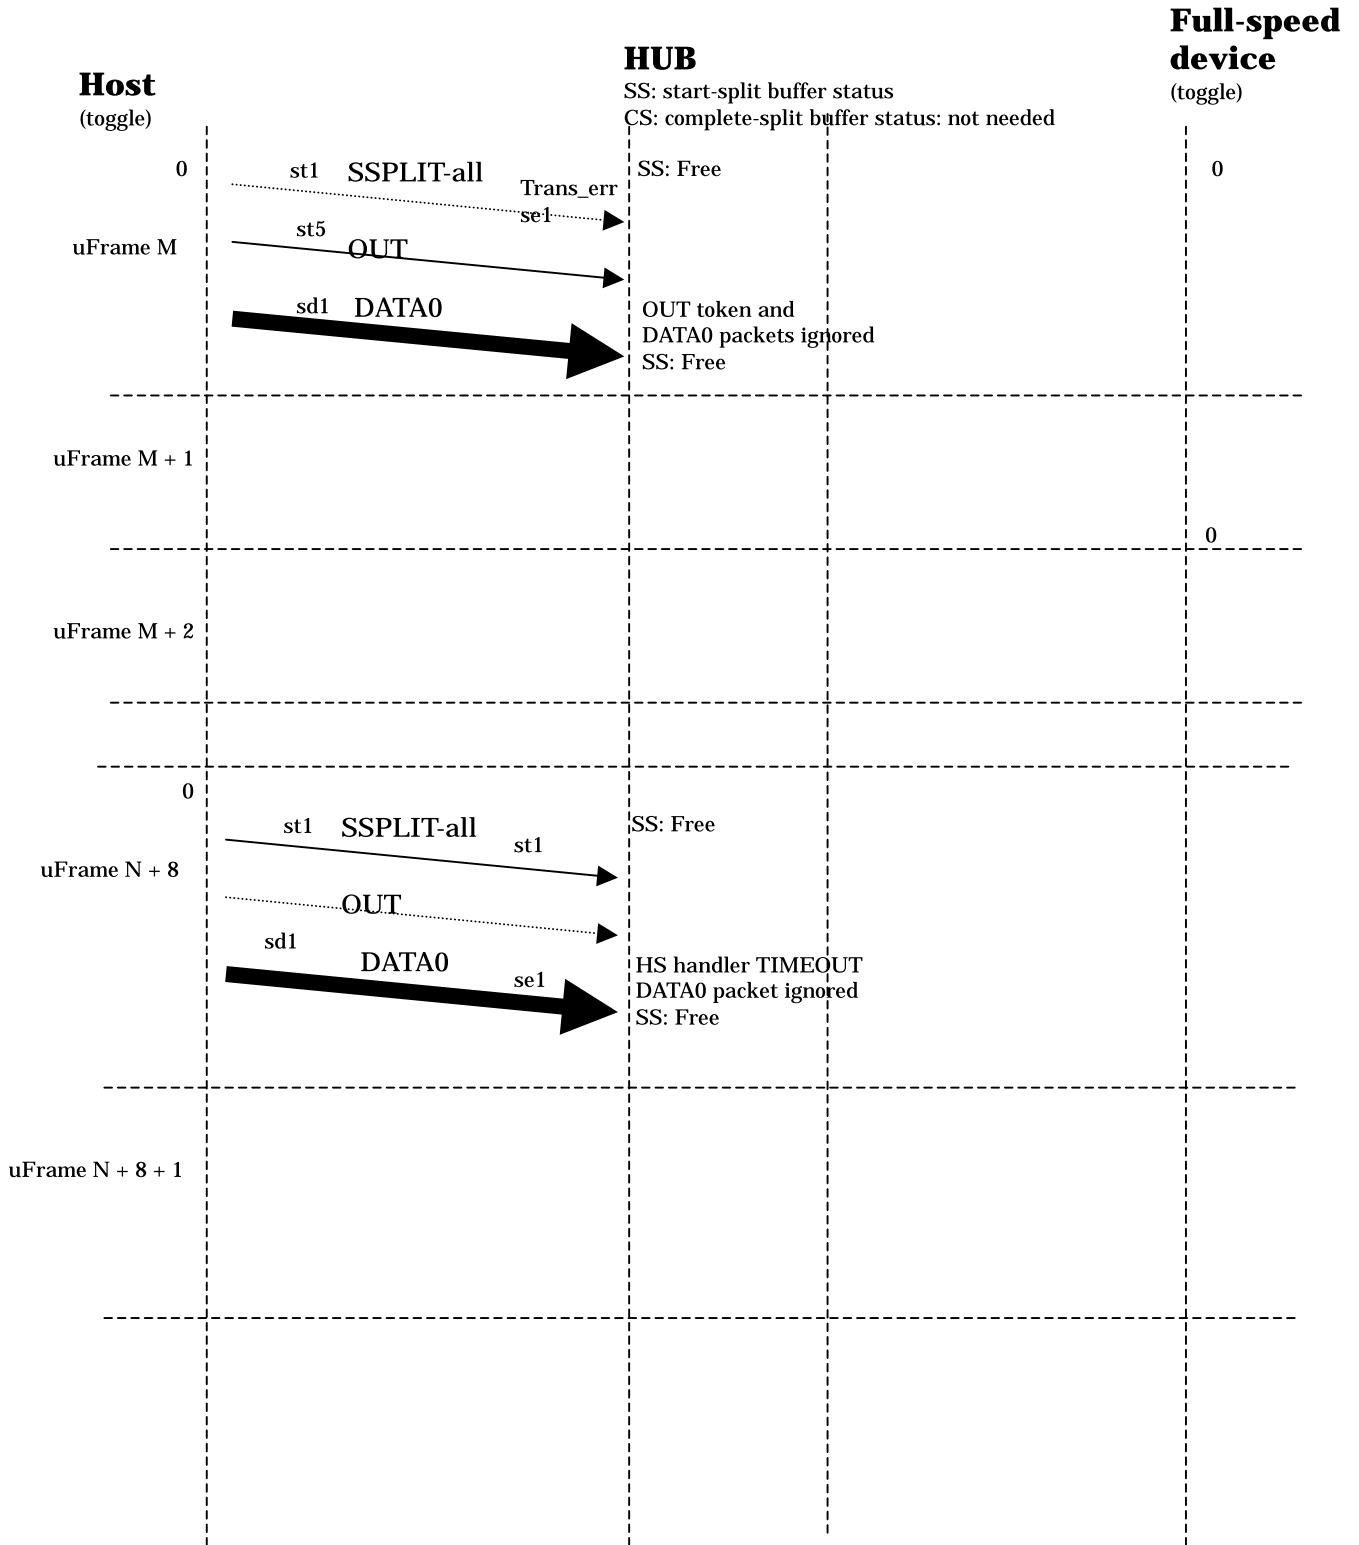 Full-speed
device
(toggle)
HUB
SS: start-split buffer status
CS: complete-split buffer status: not needed
Host
(toggle)
0
st1
SSPLIT-all
Trans_err
se1
SS: Free
0
uFrame M
st5
OUT
sd1
DATA0
OUT token and
DATA0 packets ignored
SS: Free
uFrame M + 1
0
uFrame M + 2
0
st1
SSPLIT-all
st1
SS: Free
uFrame N + 8
OUT
sd1
DATA0
se1
HS handler TIMEOUT
DATA0 packet ignored
SS: Free
uFrame N + 8 + 1